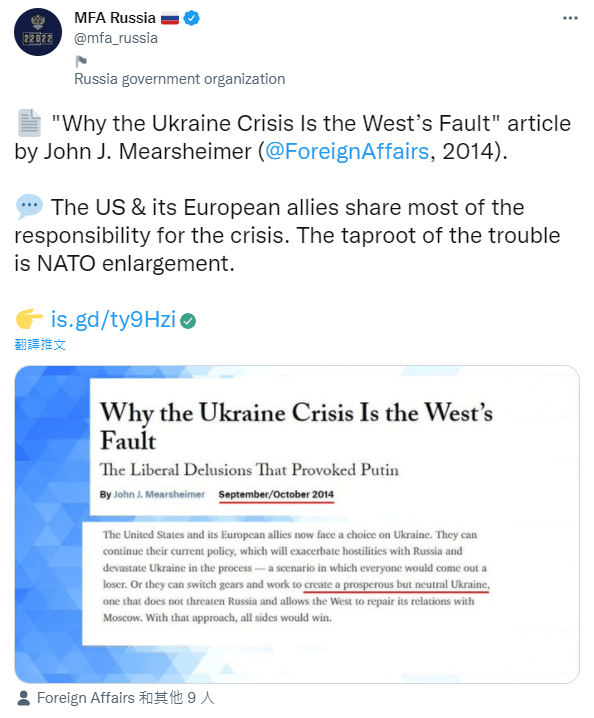 MFA Russia
@mfa_russia
Russia government organization
"Why the Ukraine Crisis Is the West’s Fault" article
by John J. Mearsheimer (@ForeignAffairs, 2014).
The US & its European allies share most of the
responsibility for the crisis. The taproot of the trouble
is NATO enlargement.
is.gd/ty9Hzi
翻譯推文
Why the Ukraine Crisis Is the West’s
Fault
The Liberal Delusions That Provoked Putin
By John J. Mearsheimer September/October 2014
The United States and its European allies now face a choice on Ukraine. They can
continue their current policy, which will exacerbate hostilities with Russia and
devastate Ukraine in the process — a scenario in which everyone would come out a
loser. Or they can switch gears and work to create a prosperous but neutral Ukraine,
one that does not threaten Russia and allows the West to repair its relations with
Moscow. With that approach, all sides would win.
Foreign Affairs 和其他 9 人